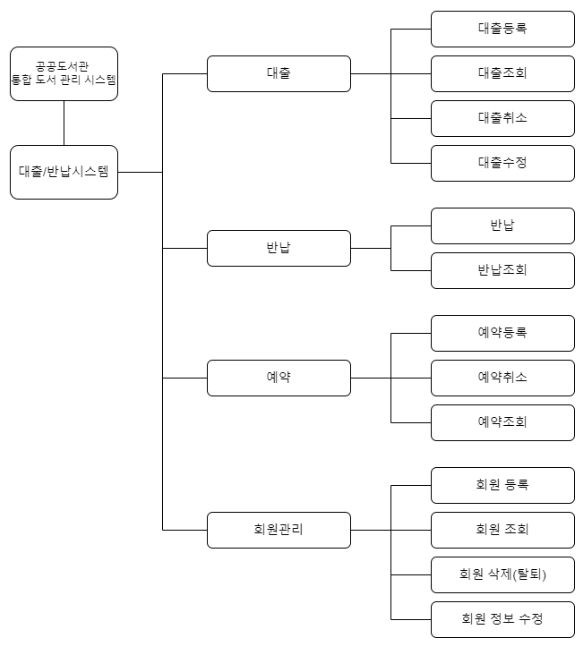 공공도서관
통합 도서 관리 시스템
대출/반납시스템
대출
대출등록
대출조회
대출취소
대출수정
반납
반납
반납조회
예약
예약등록
예약취소
예약조회
회원관리
회원 등록
회원 조회
회원 삭제(탈퇴)
회원 정보 수정